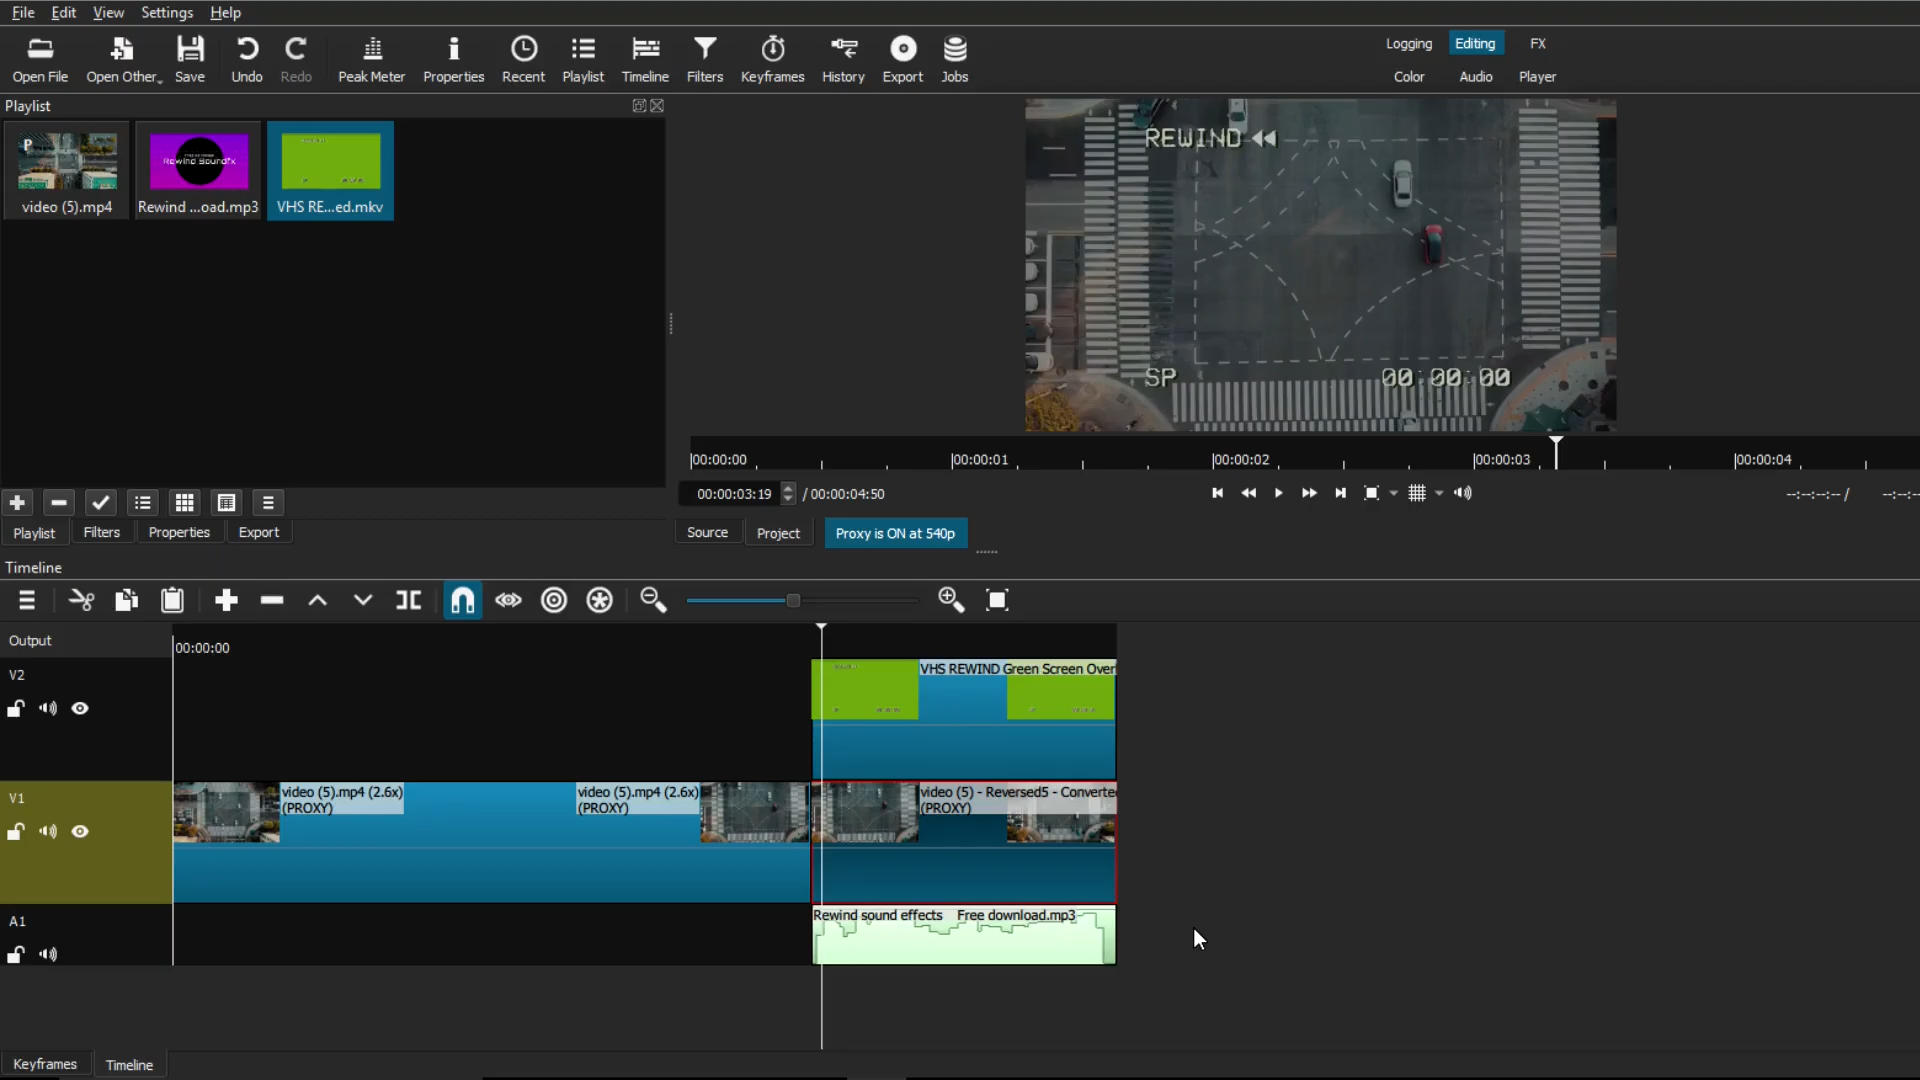 File Edit View Settings Help
Open File Open Other Save Undo Redo Peak Meter Properties Recent Playlist Timeline Filters Keyframes History Export Jobs
Logging Editing FX
Color Audio Player
Playlist
P
Rewind SoundFx
video (5).mp4 Rewind ...oad.mp3 VHS RE...ed.mkv
REWIND
SP 00:00:00
00:00:00 00:00:01 00:00:02 00:00:03 00:00:04
00:00:03:19 / 00:00:04:50 --:--:--:-- / --:--:--
Playlist Filters Properties Export
Source Project Proxy is ON at 540p
Timeline
Output
00:00:00
V2
VHS REWIND Green Screen Over
V1
video (5).mp4 (2.6x)
(PROXY)
video (5).mp4 (2.6x)
(PROXY)
video (5) - Reversed5 - Converte
(PROXY)
A1
Rewind sound effects Free download.mp3
Keyframes Timeline